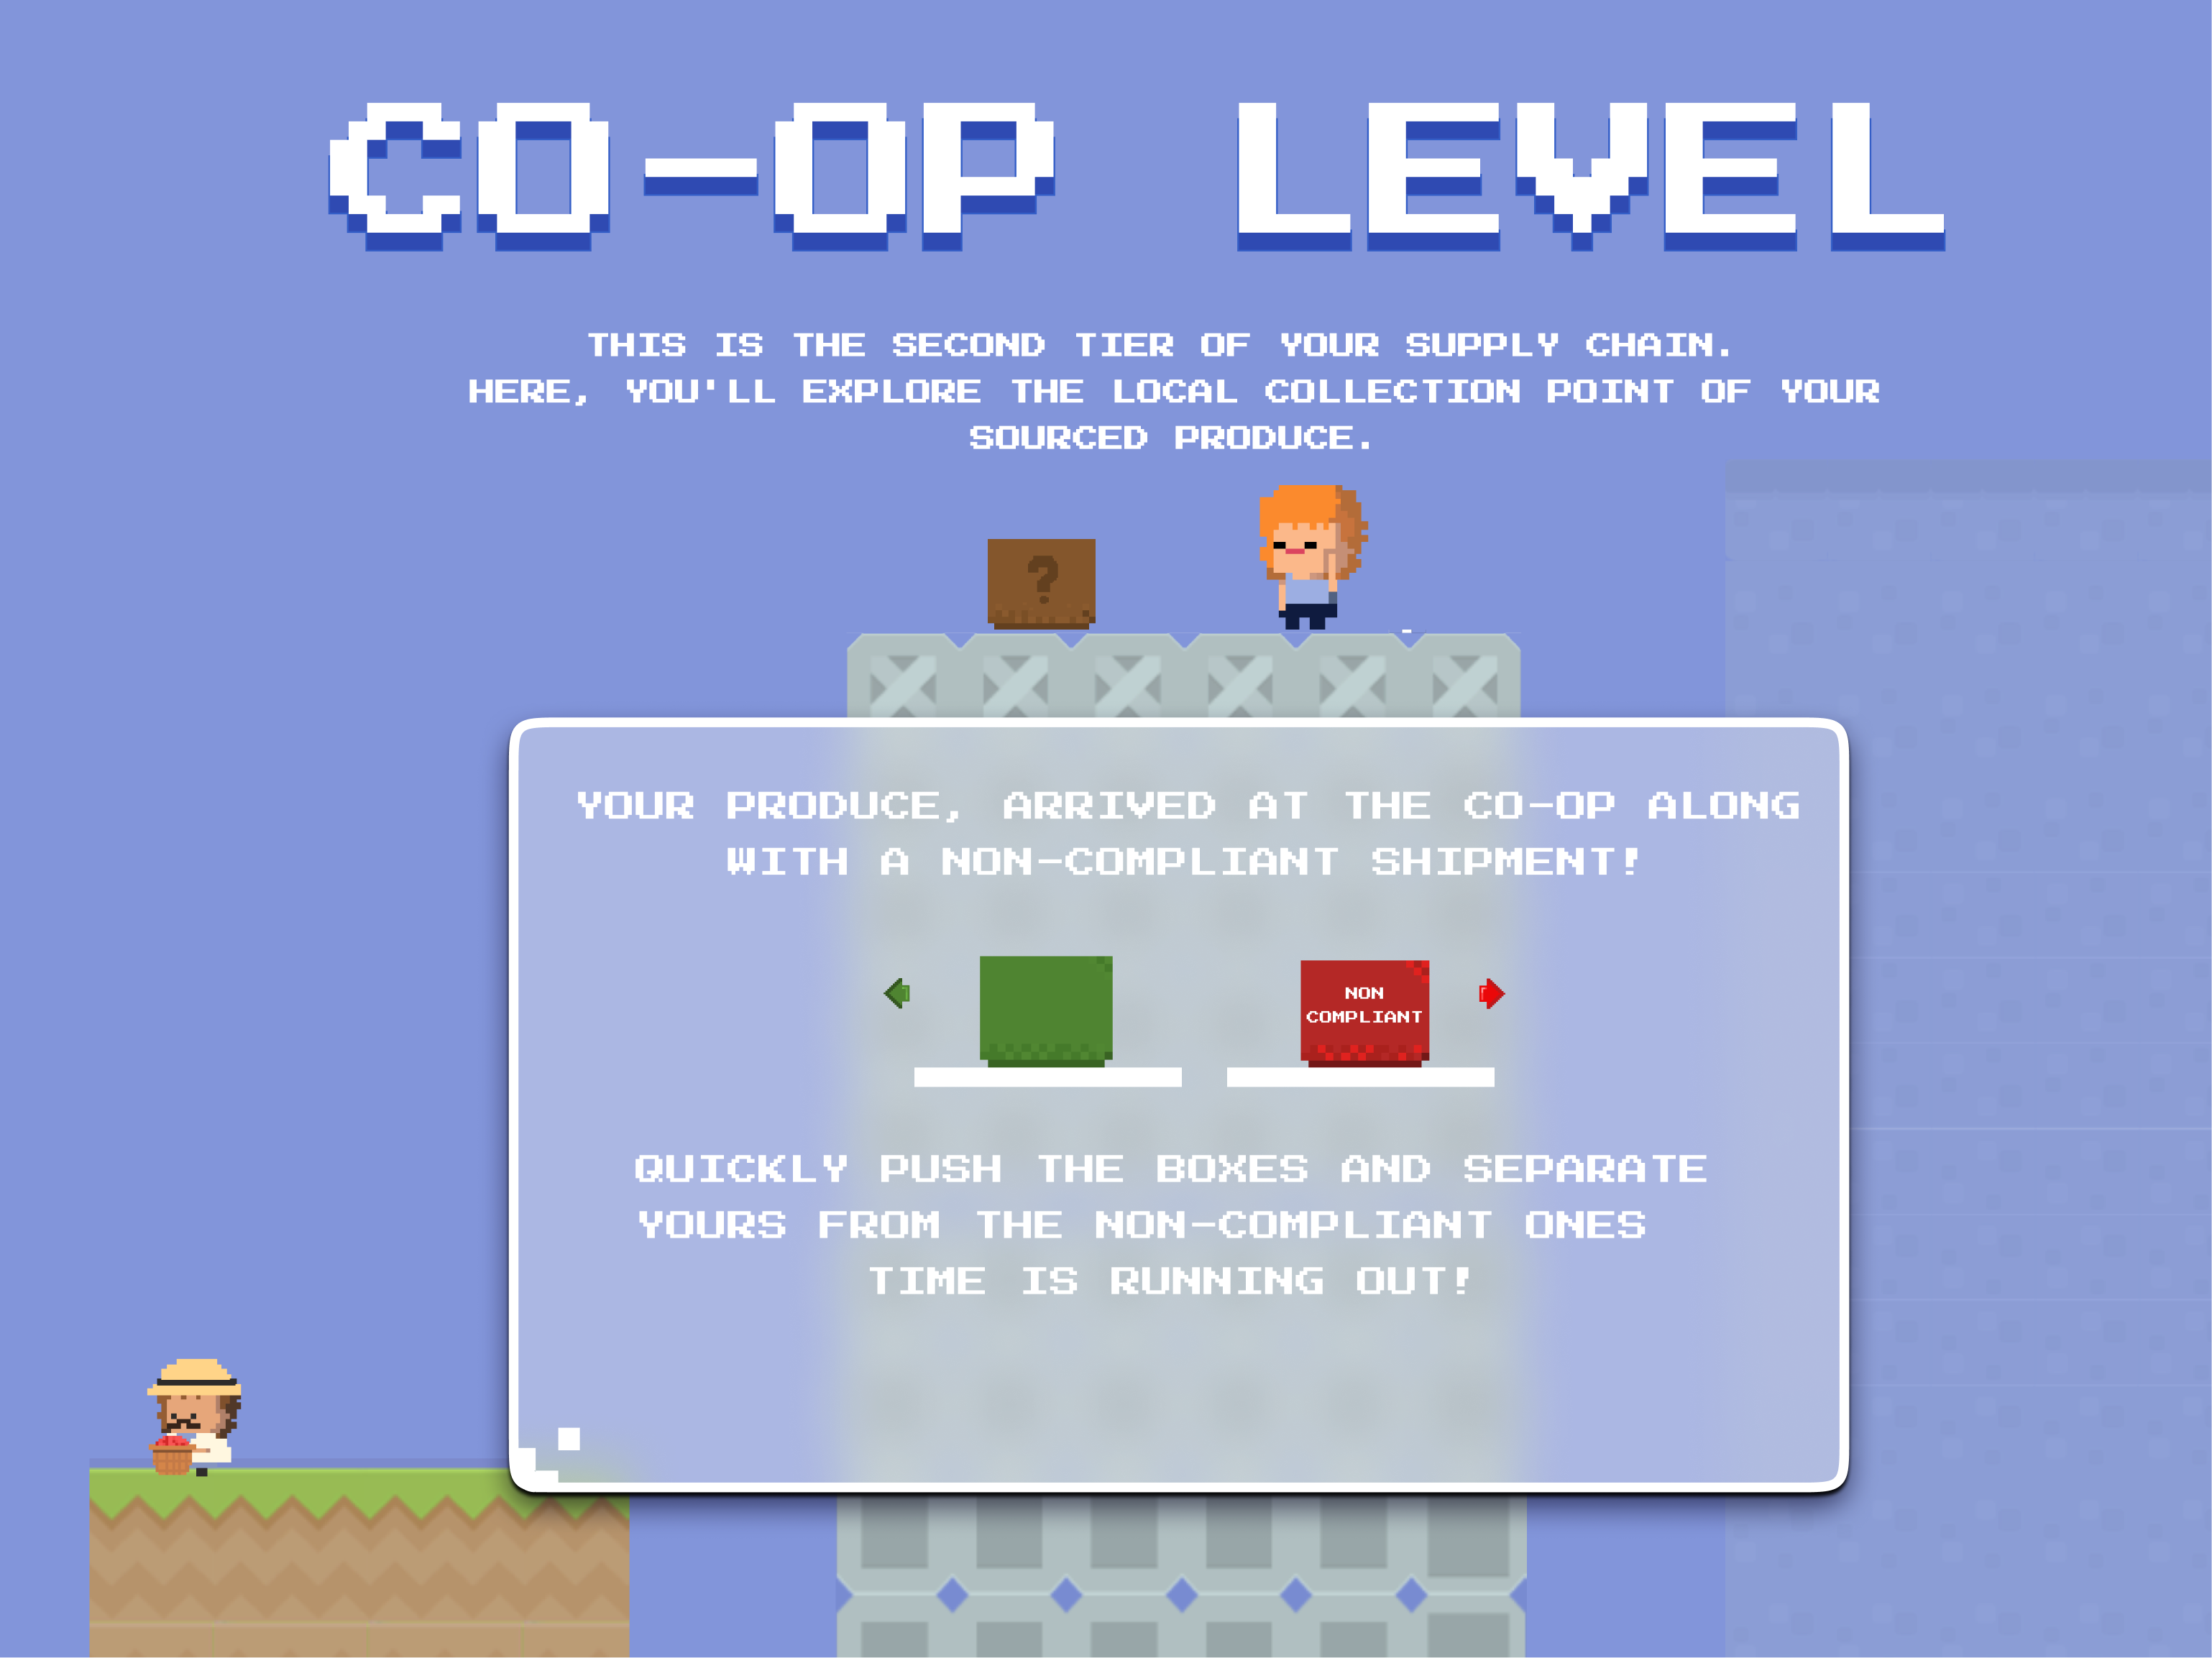 CO-OP LEVEL
THIS IS THE SECOND TIER OF YOUR SUPPLY CHAIN.
HERE, YOU'LL EXPLORE THE LOCAL COLLECTION POINT OF YOUR
SOURCED PRODUCE.
?
YOUR PRODUCE, ARRIVED AT THE CO-OP ALONG
WITH A NON-COMPLIANT SHIPMENT!
NON
COMPLIANT
QUICKLY PUSH THE BOXES AND SEPARATE
YOURS FROM THE NON-COMPLIANT ONES
TIME IS RUNNING OUT!